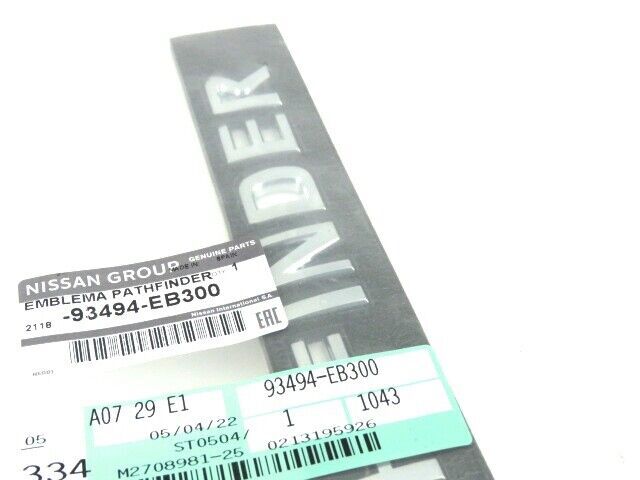 INDER
NISSAN GROUP GENUINE PARTS
MADE IN SPAIN
EMBLEMA PATHFINDER QTY 1
2118 -93494-EB300
Nissan International S.A.
EAC
05
334
A07 29 E1 93494-EB300
05/04/22 1 1043
ST0504/ 0213195926
M2708981-25